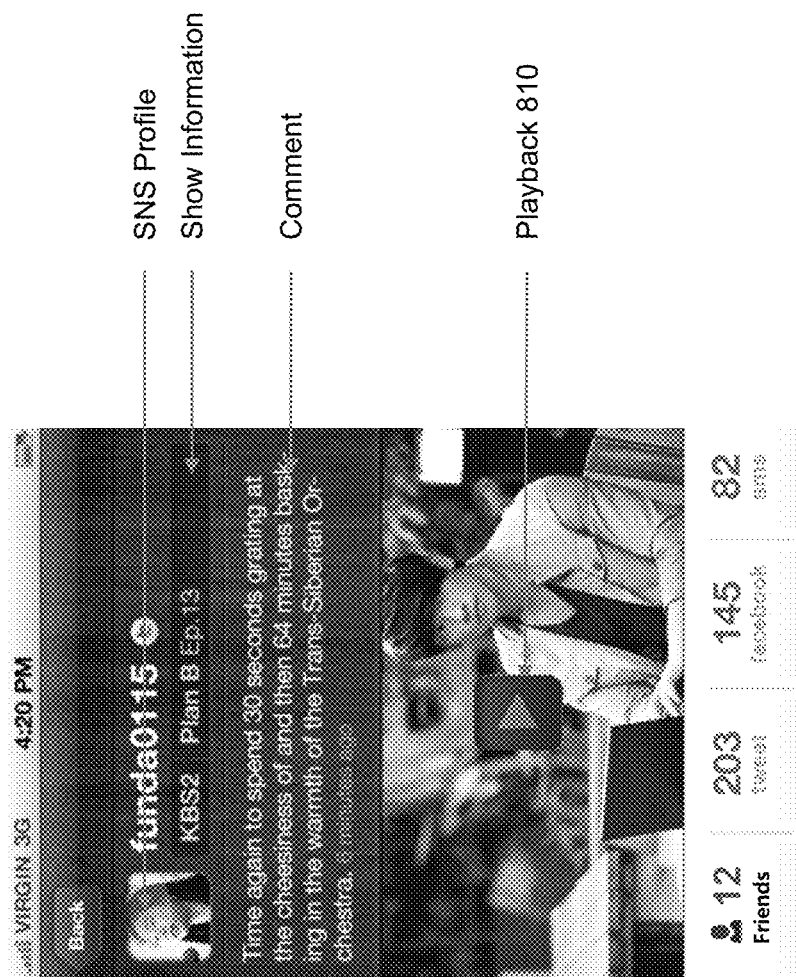 VIRGIN 3G 4:20 PM
Back
funda0115
KBS2 Plan B Ep.13
Time again to spend 30 seconds grating at
the cheesiness of and then 64 minutes bask-
ing in the warmth of the Trans-Siberian Or-
chestra. minutes ago
12 Friends
203 tweet
145 facebook
82 sms
SNS Profile
Show Information
Comment
Playback 810